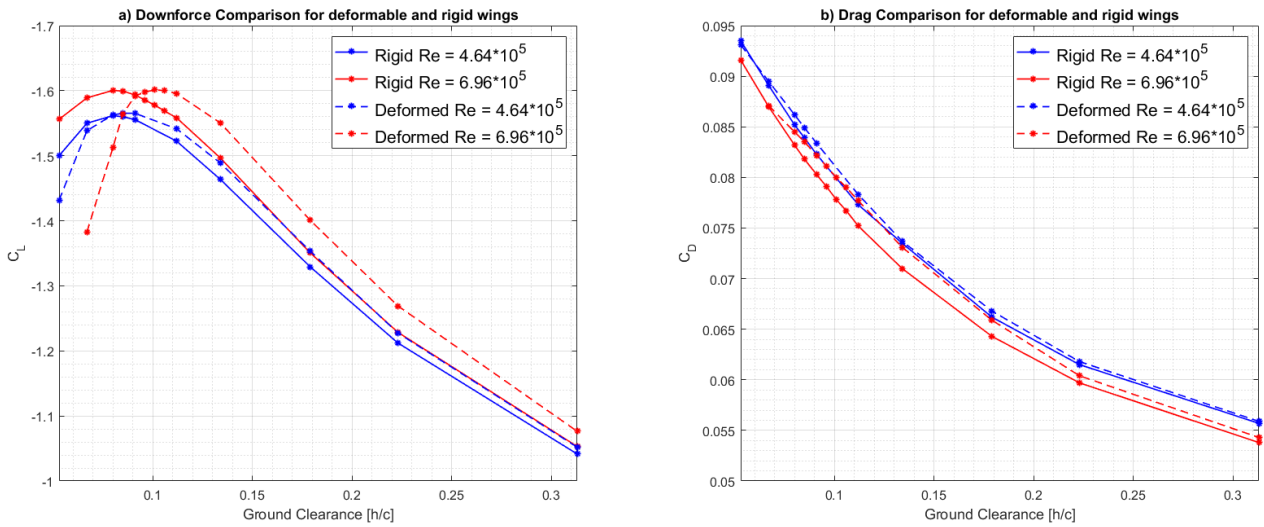 a) Downforce Comparison for deformable and rigid wings
-1.7
-1.6
-1.5
-1.4
-1.3
-1.2
-1.1
-1
C_L
0.1
0.15
0.2
0.25
0.3
Ground Clearance [h/c]
Rigid Re = 4.64*10^5
Rigid Re = 6.96*10^5
Deformed Re = 4.64*10^5
Deformed Re = 6.96*10^5
b) Drag Comparison for deformable and rigid wings
0.095
0.09
0.085
0.08
0.075
0.07
0.065
0.06
0.055
0.05
C_D
0.1
0.15
0.2
0.25
0.3
Ground Clearance [h/c]
Rigid Re = 4.64*10^5
Rigid Re = 6.96*10^5
Deformed Re = 4.64*10^5
Deformed Re = 6.96*10^5